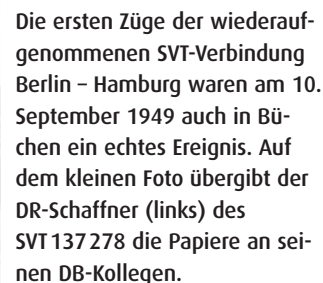 Die ersten Züge der wiederauf-
genommenen SVT-Verbindung
Berlin – Hamburg waren am 10.
September 1949 auch in Bü-
chen ein echtes Ereignis. Auf
dem kleinen Foto übergibt der
DR-Schaffner (links) des
SVT 137 278 die Papiere an sei-
nen DB-Kollegen.